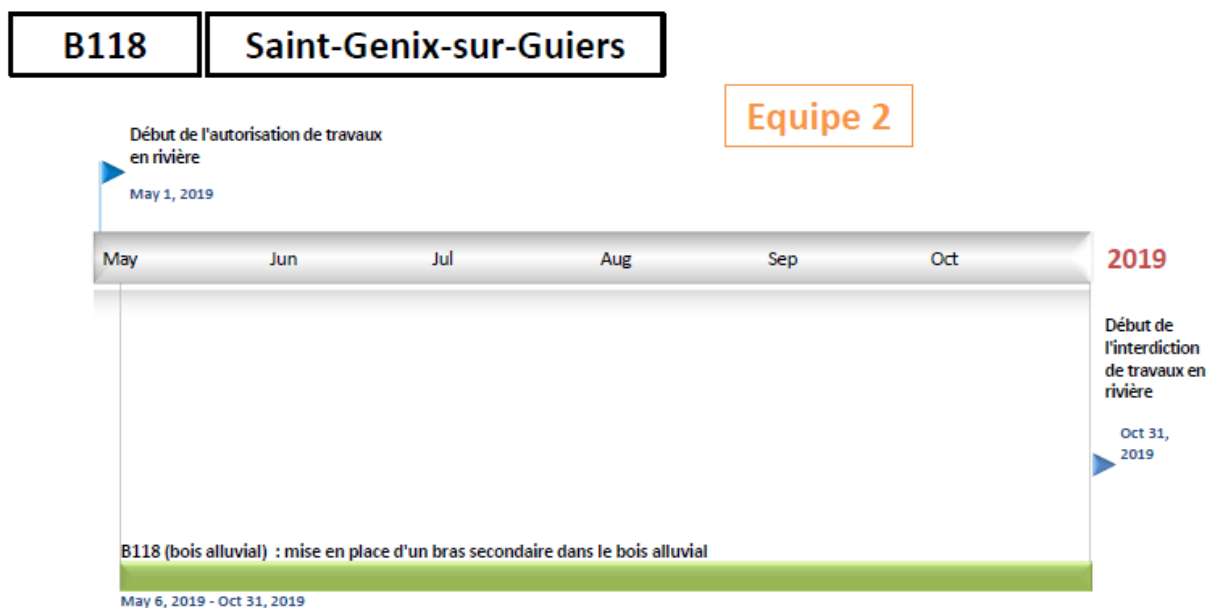 B118
Saint-Genix-sur-Guiers
Equipe 2
Début de l'autorisation de travaux
en rivière
May 1, 2019
May
Jun
Jul
Aug
Sep
Oct
2019
Début de
l'interdiction
de travaux en
rivière
Oct 31,
2019
B118 (bois alluvial) : mise en place d'un bras secondaire dans le bois alluvial
May 6, 2019 - Oct 31, 2019